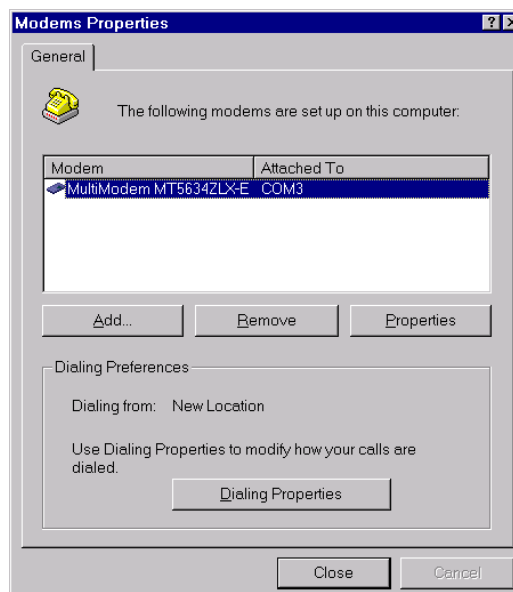 Modems Properties
General
The following modems are set up on this computer:
Modem Attached To
MultiModem MT5634ZLX-E COM3
Add... Remove Properties
Dialing Preferences
Dialing from: New Location
Use Dialing Properties to modify how your calls are
dialed.
Dialing Properties
Close Cancel